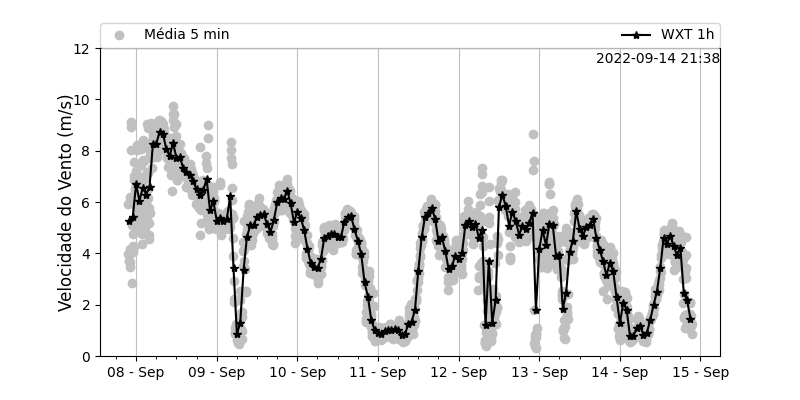 Média 5 min WXT 1h
2022-09-14 21:38
Velocidade do Vento (m/s)
12
10
8
6
4
2
0
08 - Sep 09 - Sep 10 - Sep 11 - Sep 12 - Sep 13 - Sep 14 - Sep 15 - Sep